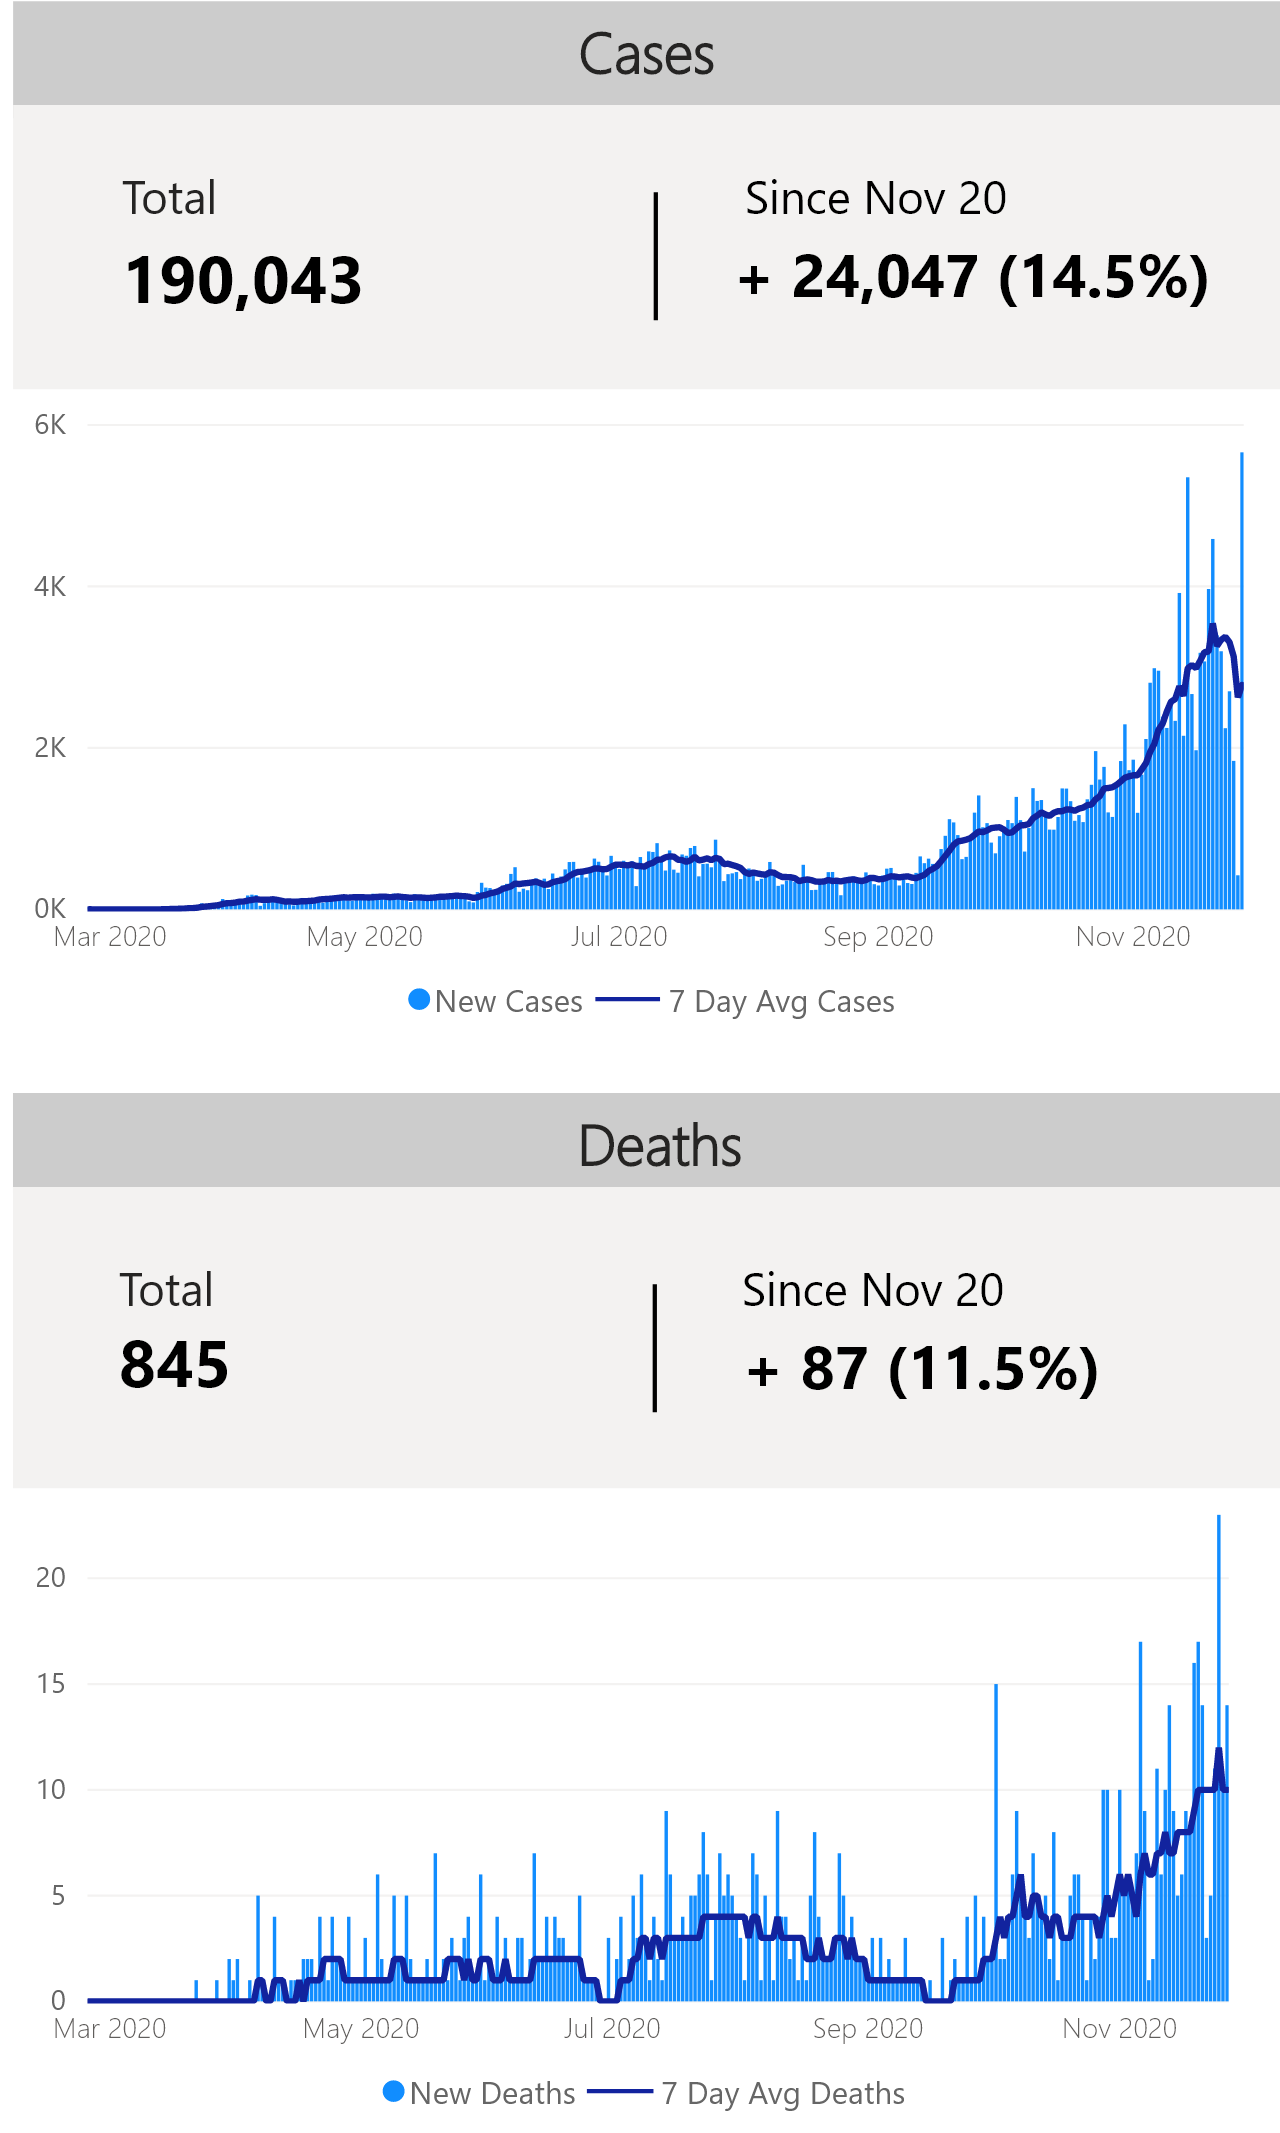 Cases
Total
Since Nov 20
190,043
+ 24,047 (14.5%)
6K
4K
2K
0K
Mar 2020 May 2020 Jul 2020 Sep 2020 Nov 2020
New Cases 7 Day Avg Cases
Deaths
Total
Since Nov 20
845
+ 87 (11.5%)
20
15
10
5
0
Mar 2020 May 2020 Jul 2020 Sep 2020 Nov 2020
New Deaths 7 Day Avg Deaths